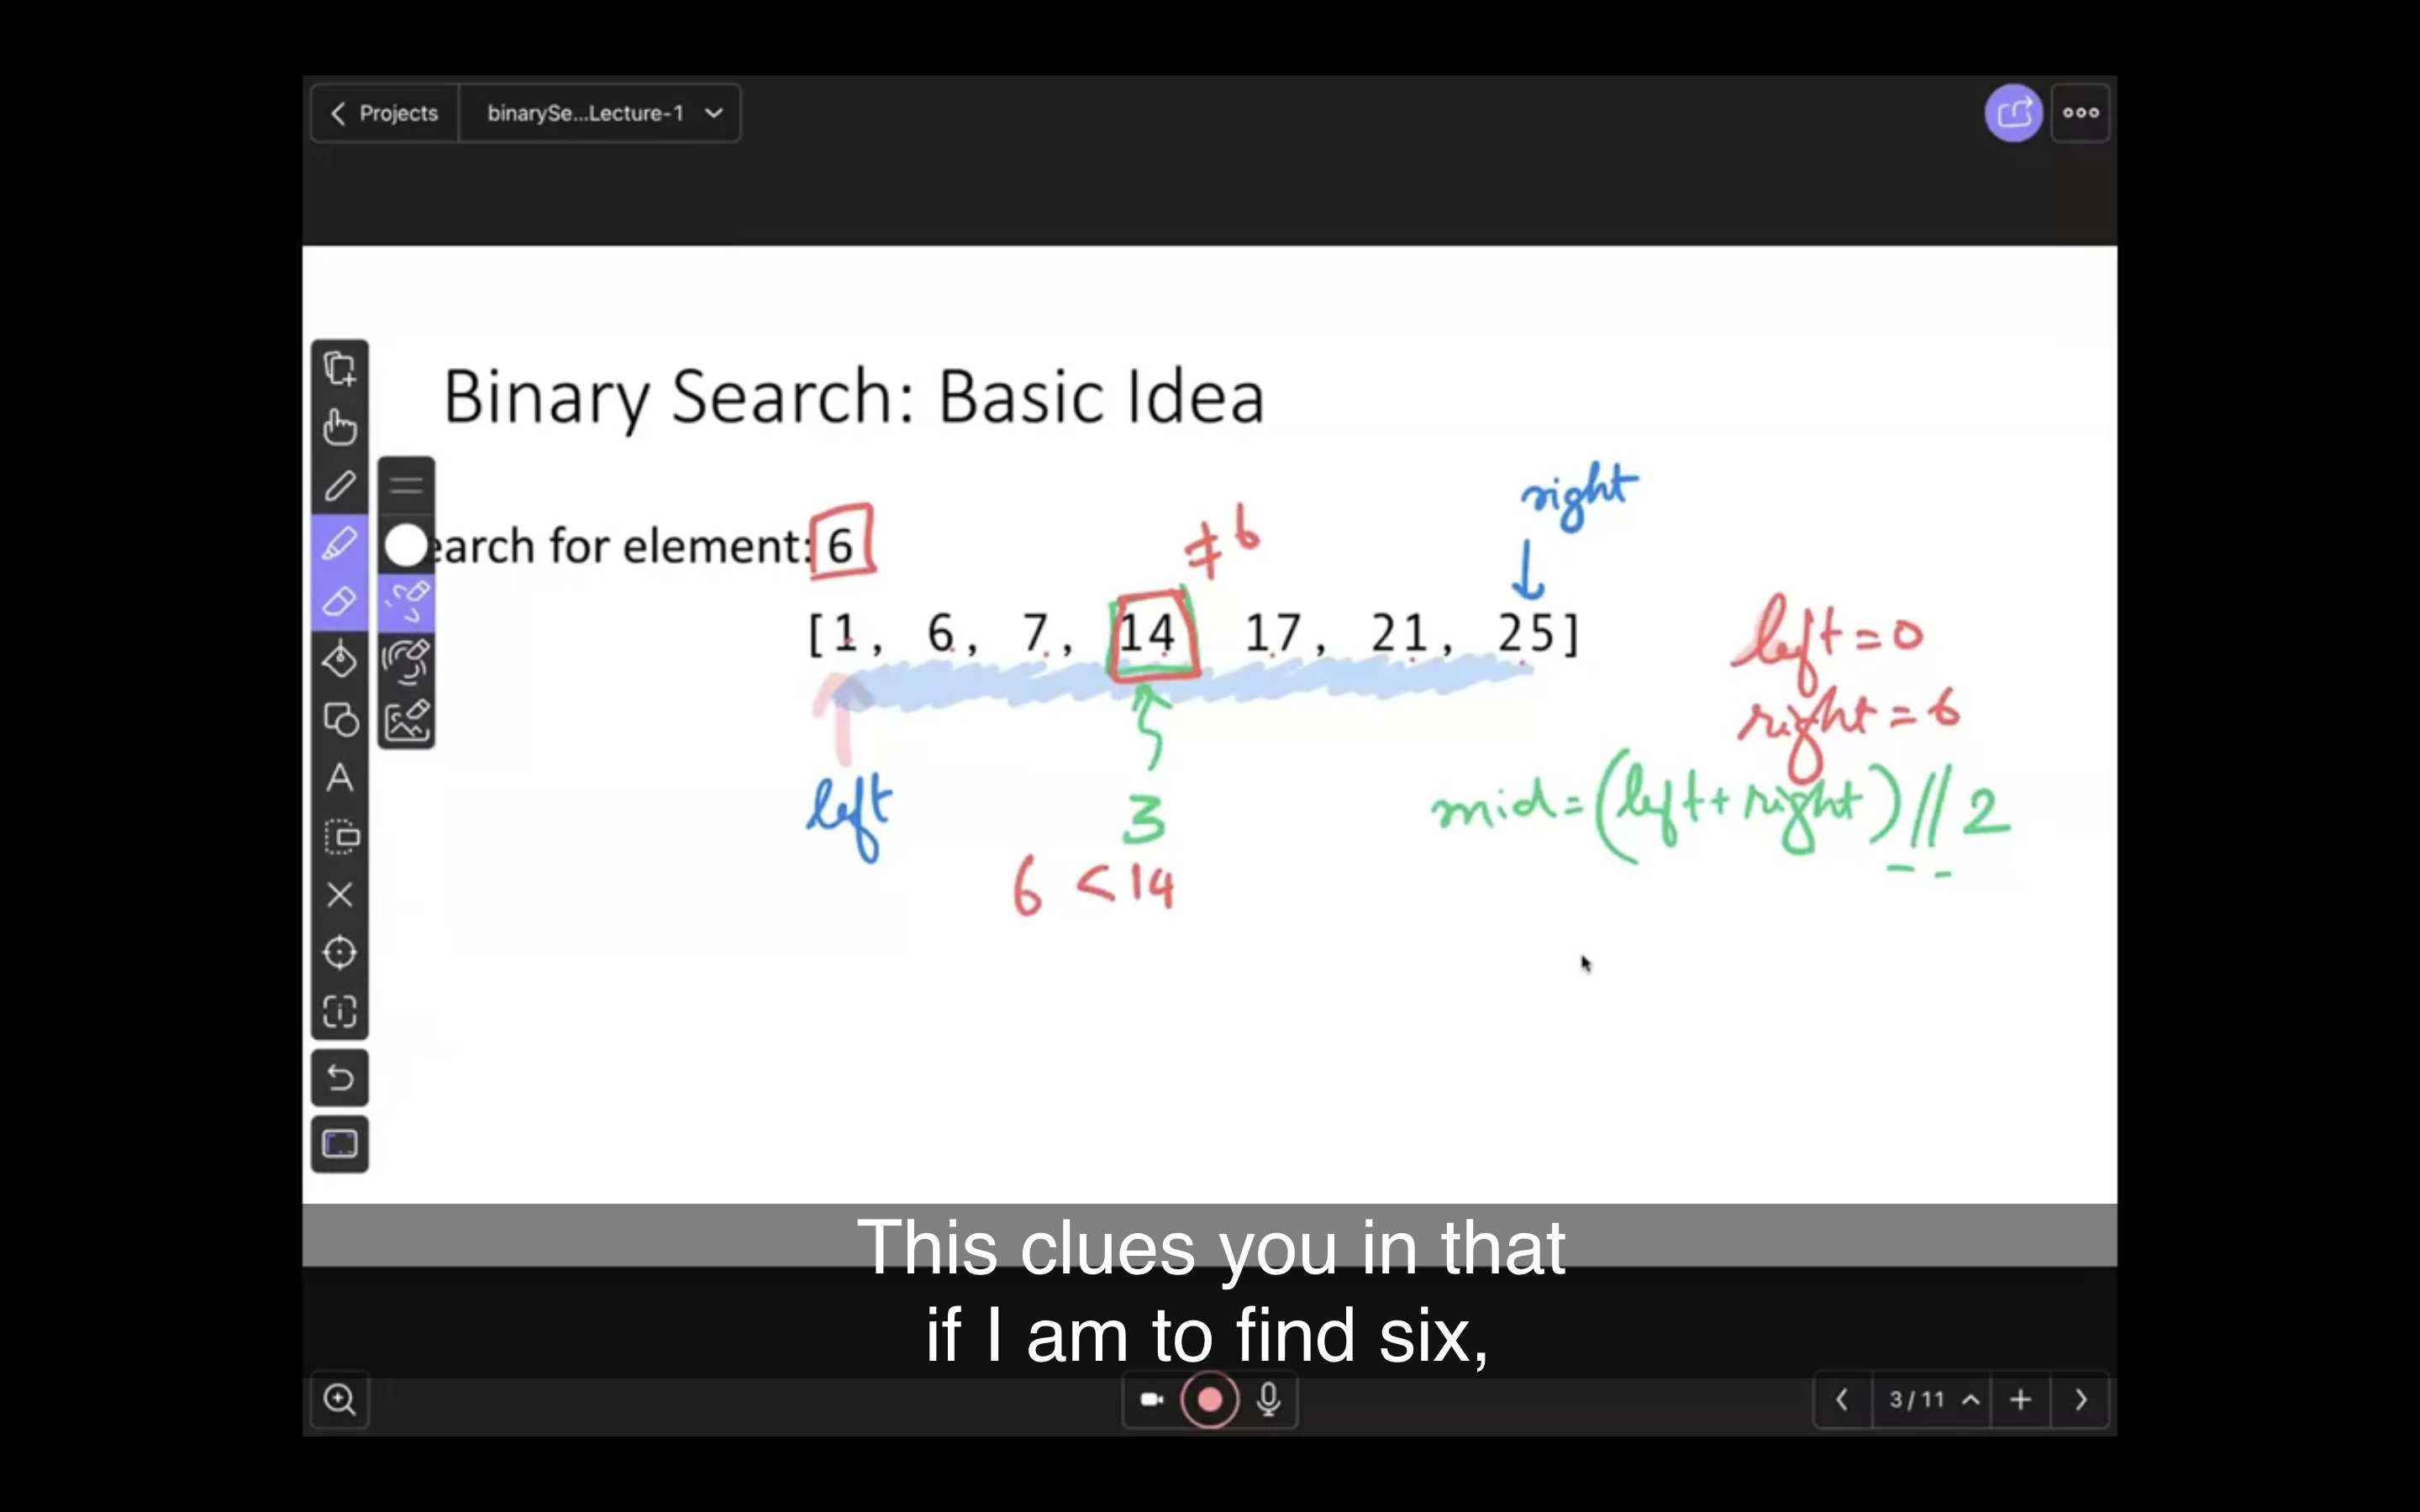 Projects binarySe...Lecture-1
Binary Search: Basic Idea
right
earch for element: 6
≠ 6
[1, 6, 7, 14 17, 21, 25]
left = 0
right = 6
left
3
mid = (left + right) // 2
6 < 14
This clues you in that
if I am to find six,
3 / 11